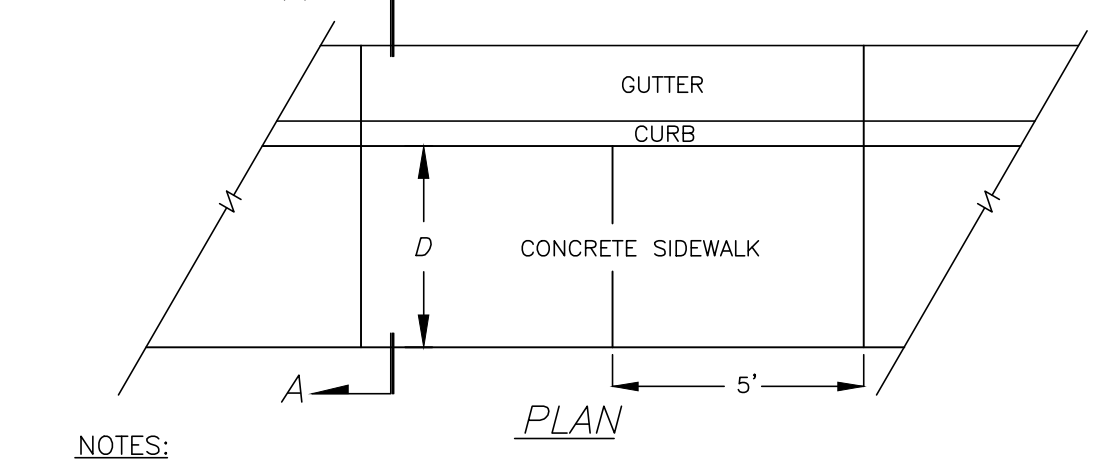 GUTTER
CURB
D
CONCRETE SIDEWALK
5'
A
PLAN
NOTES: